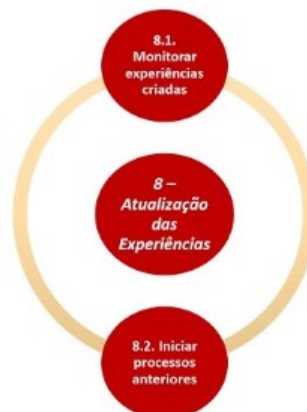 8.1.
Monitorar
experiências
criadas
8 –
Atualização
das
Experiências
8.2. Iniciar
processos
anteriores